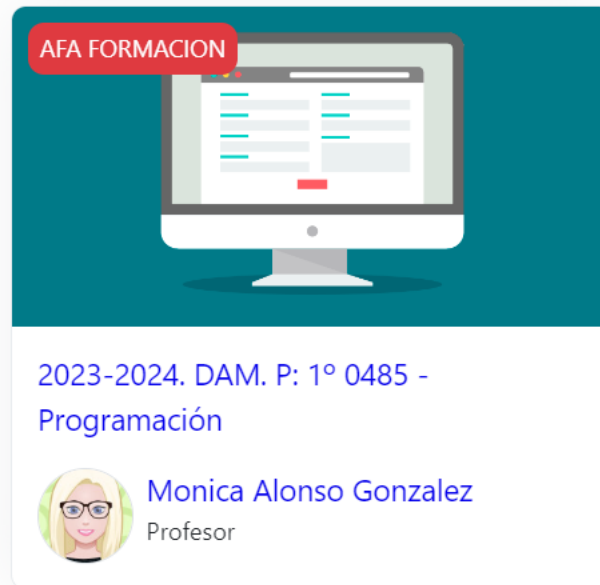 AFA FORMACION
2023-2024. DAM. P: 1º 0485 -
Programación
Monica Alonso Gonzalez
Profesor